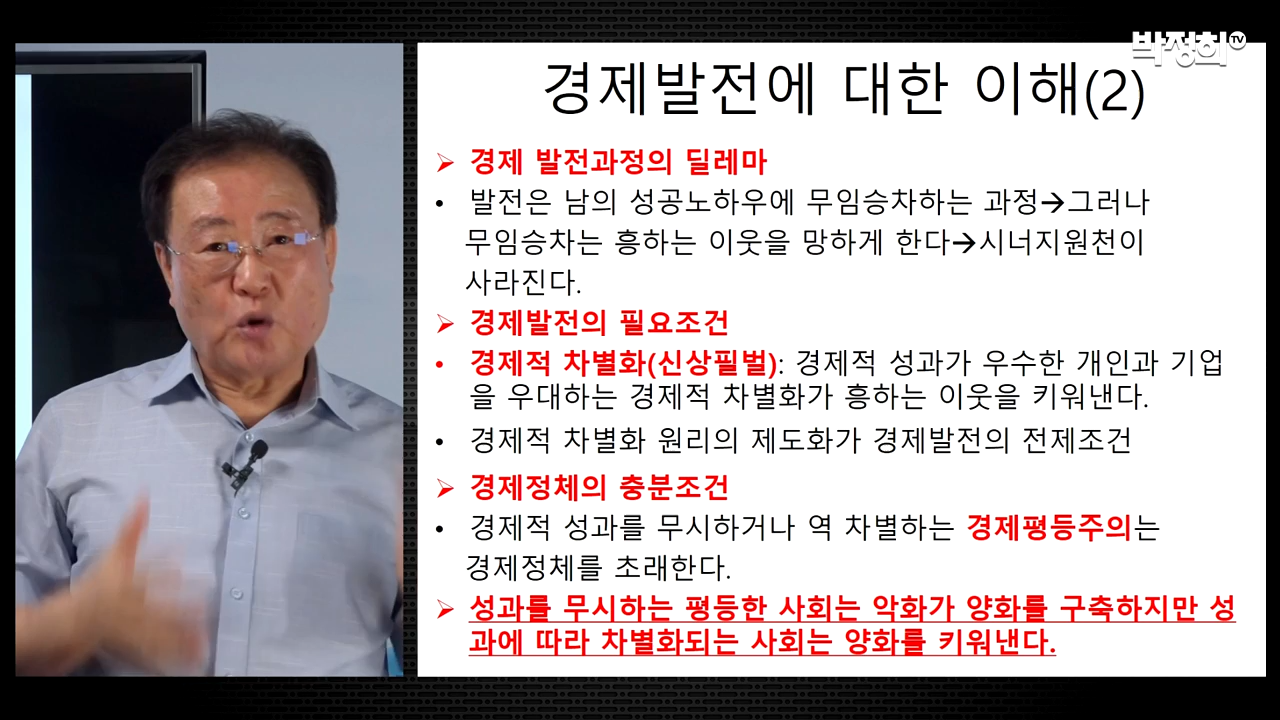 박정희TV
경제발전에 대한 이해(2)
➢ 경제 발전과정의 딜레마
• 발전은 남의 성공노하우에 무임승차하는 과정→그러나
무임승차는 흥하는 이웃을 망하게 한다→시너지원천이
사라진다.
➢ 경제발전의 필요조건
• 경제적 차별화(신상필벌): 경제적 성과가 우수한 개인과 기업
을 우대하는 경제적 차별화가 흥하는 이웃을 키워낸다.
• 경제적 차별화 원리의 제도화가 경제발전의 전제조건
➢ 경제정체의 충분조건
• 경제적 성과를 무시하거나 역 차별하는 경제평등주의는
경제정체를 초래한다.
➢ 성과를 무시하는 평등한 사회는 악화가 양화를 구축하지만 성
과에 따라 차별화되는 사회는 양화를 키워낸다.